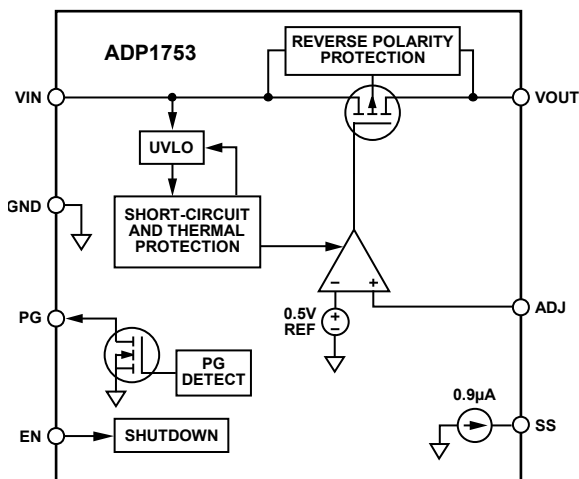 ADP1753
REVERSE POLARITY
PROTECTION
VIN
VOUT
UVLO
GND
SHORT-CIRCUIT
AND THERMAL
PROTECTION
− +
PG
0.5V
REF
+
−
ADJ
PG
DETECT
0.9µA
EN
SHUTDOWN
SS